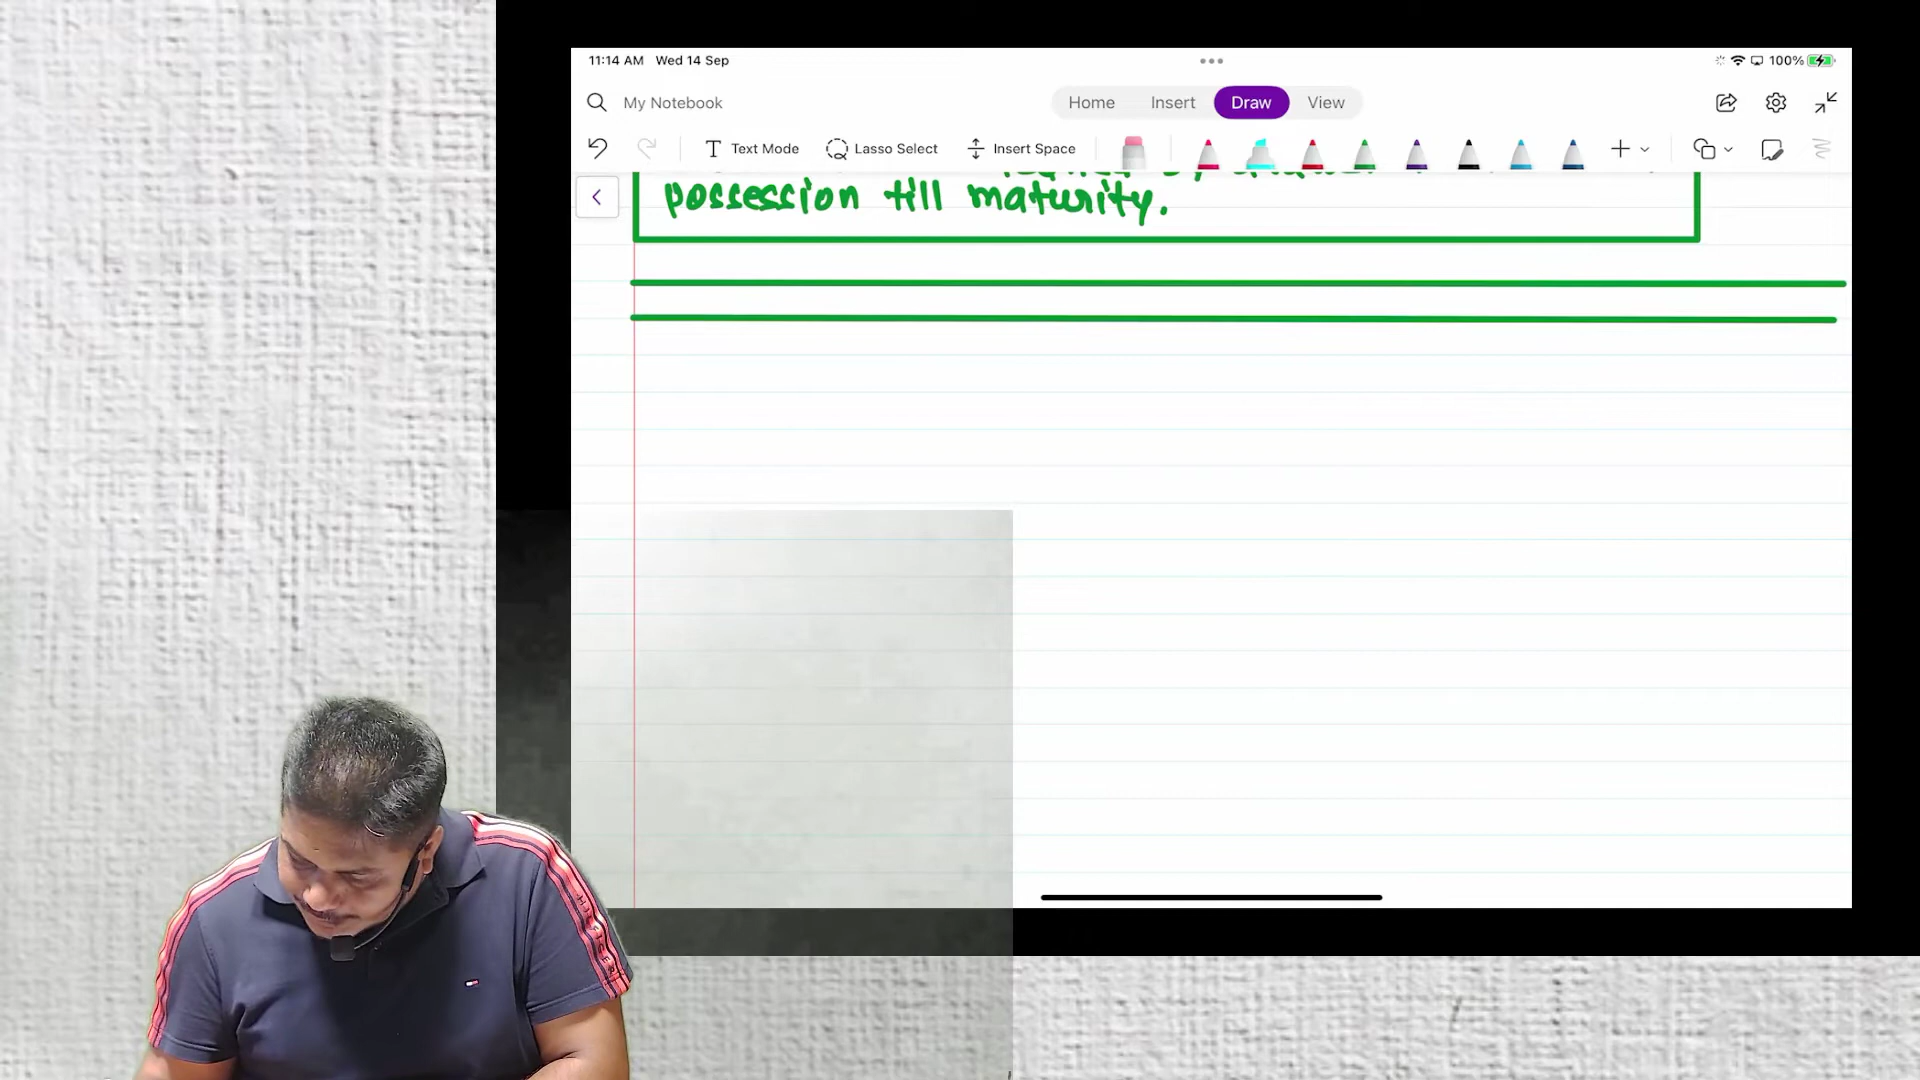 11:14 AM Wed 14 Sep
100%
My Notebook
Home Insert Draw View
Text Mode Lasso Select Insert Space
by
possession till maturity.